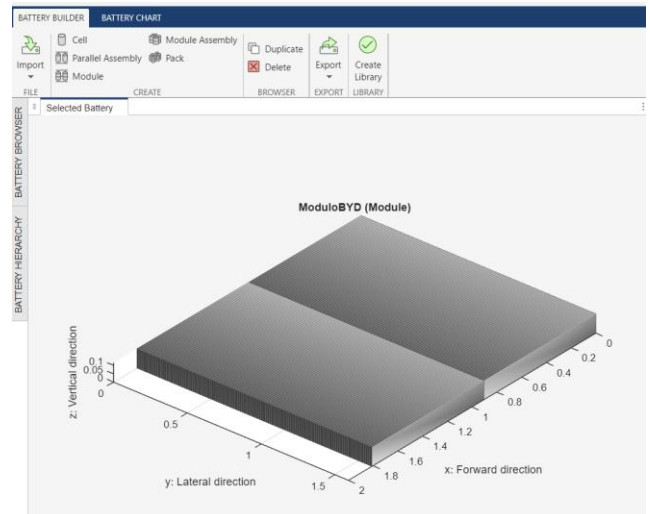 BATTERY BUILDER BATTERY CHART
Import
Cell
Parallel Assembly
Module
Module Assembly
Pack
Duplicate
Delete
Export
Create
Library
FILE CREATE BROWSER EXPORT LIBRARY
BATTERY BROWSER
BATTERY HIERARCHY
Selected Battery
ModuloBYD (Module)
z: Vertical direction
0.1
0.05
0
0
0.5
1
1.5
y: Lateral direction
2
1.8
1.6
1.4
1.2
1
0.8
0.6
0.4
0.2
0
x: Forward direction